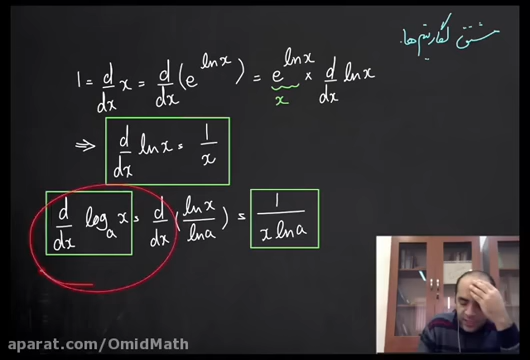 مشتق لگاریتم‌ها.
1 = d/dx x = d/dx (e^{ln x}) = e^{ln x} × d/dx ln x
x
⇒ d/dx ln x = 1/x
d/dx log_a x = d/dx (ln x / ln a) = 1 / (x ln a)
aparat.com/OmidMath